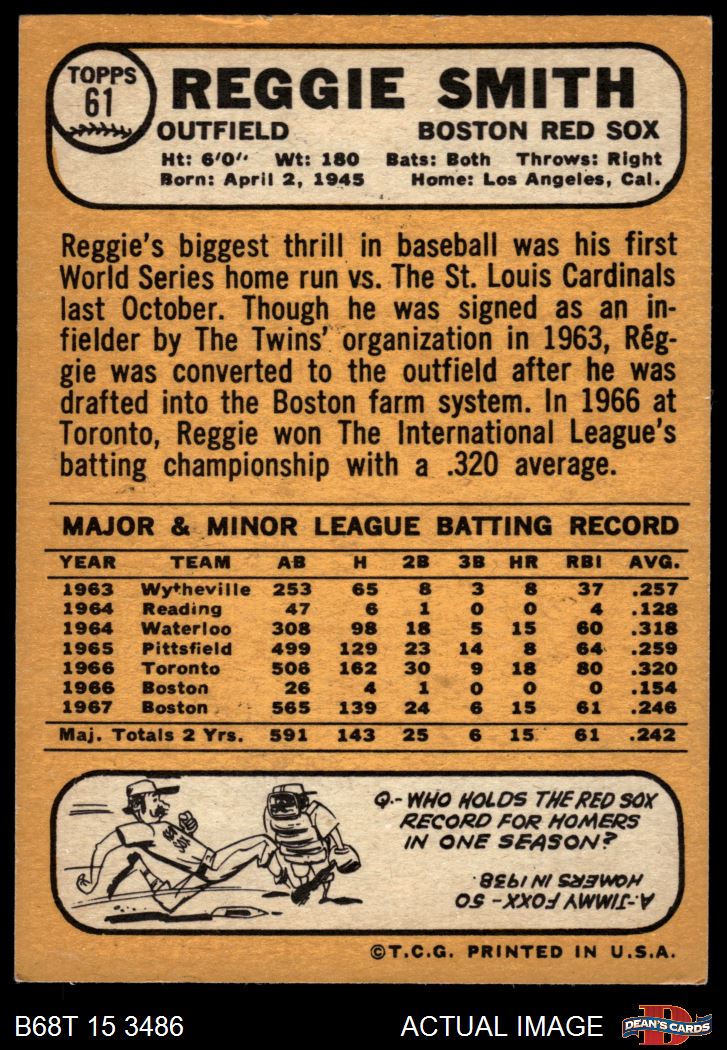 TOPPS
61
REGGIE SMITH
OUTFIELD BOSTON RED SOX
Ht: 6'0" Wt: 180 Bats: Both Throws: Right
Born: April 2, 1945 Home: Los Angeles, Cal.
Reggie's biggest thrill in baseball was his first
World Series home run vs. The St. Louis Cardinals
last October. Though he was signed as an in-
fielder by The Twins' organization in 1963, Reg-
gie was converted to the outfield after he was
drafted into the Boston farm system. In 1966 at
Toronto, Reggie won The International League's
batting championship with a .320 average.
MAJOR & MINOR LEAGUE BATTING RECORD
YEAR TEAM AB H 2B 3B HR RBI AVG.
1963 Wytheville 253 65 8 3 8 37 .257
1964 Reading 47 6 1 0 0 4 .128
1964 Waterloo 308 98 18 5 15 60 .318
1965 Pittsfield 499 129 23 14 8 64 .259
1966 Toronto 506 162 30 9 18 80 .320
1966 Boston 26 4 1 0 0 0 .154
1967 Boston 565 139 24 6 15 61 .246
Maj. Totals 2 Yrs. 591 143 25 6 15 61 .242
Q.- WHO HOLDS THE RED SOX
RECORD FOR HOMERS
IN ONE SEASON?
A.- JIMMY FOXX - 50
HOMERS IN 1938.
©T.C.G. PRINTED IN U.S.A.
B68T 15 3486 ACTUAL IMAGE
D
DEAN'S CARDS